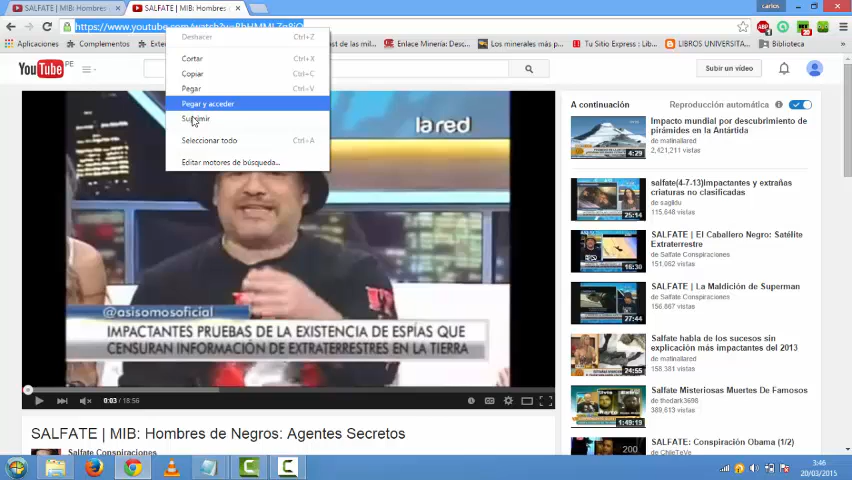 SALFATE | MIB: Hombres
SALFATE | MIB: Hombres
carlos
https://www.youtube.com/watch?v=
Aplicaciones
Complementos
Enlace Minería: Des
Los minerales más p
Tu Sitio Express... - L
LIBROS UNIVERSITA
Biblioteca
Deshacer Ctrl+Z
Cortar Ctrl+X
Copiar Ctrl+C
Pegar Ctrl+V
Pegar y acceder
Suprimir
Seleccionar todo Ctrl+A
Editar motores de búsqueda...
YouTube PE
Subir un vídeo
la red
@asisomosoficial
IMPACTANTES PRUEBAS DE LA EXISTENCIA DE ESPÍAS QUE
CENSURAN INFORMACIÓN DE EXTRATERRESTRES EN LA TIERRA
0:03 / 18:56
SALFATE | MIB: Hombres de Negros: Agentes Secretos
Salfate Conspiraciones
A continuación
Reproducción automática
Impacto mundial por descubrimiento de
pirámides en la Antártida
de matinallared
2,421,211 vistas
4:29
salfate(4-7-13)Impactantes y extrañas
criaturas no clasificadas
de sagildu
115,648 vistas
25:14
SALFATE | El Caballero Negro: Satélite
Extraterrestre
de Salfate Conspiraciones
151,062 vistas
16:30
SALFATE | La Maldición de Superman
de Salfate Conspiraciones
156,867 vistas
27:44
Salfate habla de los sucesos sin
explicación más impactantes del 2013
de matinallared
158,381 vistas
24:55
Salfate Misteriosas Muertes De Famosos
de thedark3698
389,613 vistas
1:49:19
SALFATE: Conspiración Obama (1/2)
de ChileTeVe
200
3:46
20/03/2015